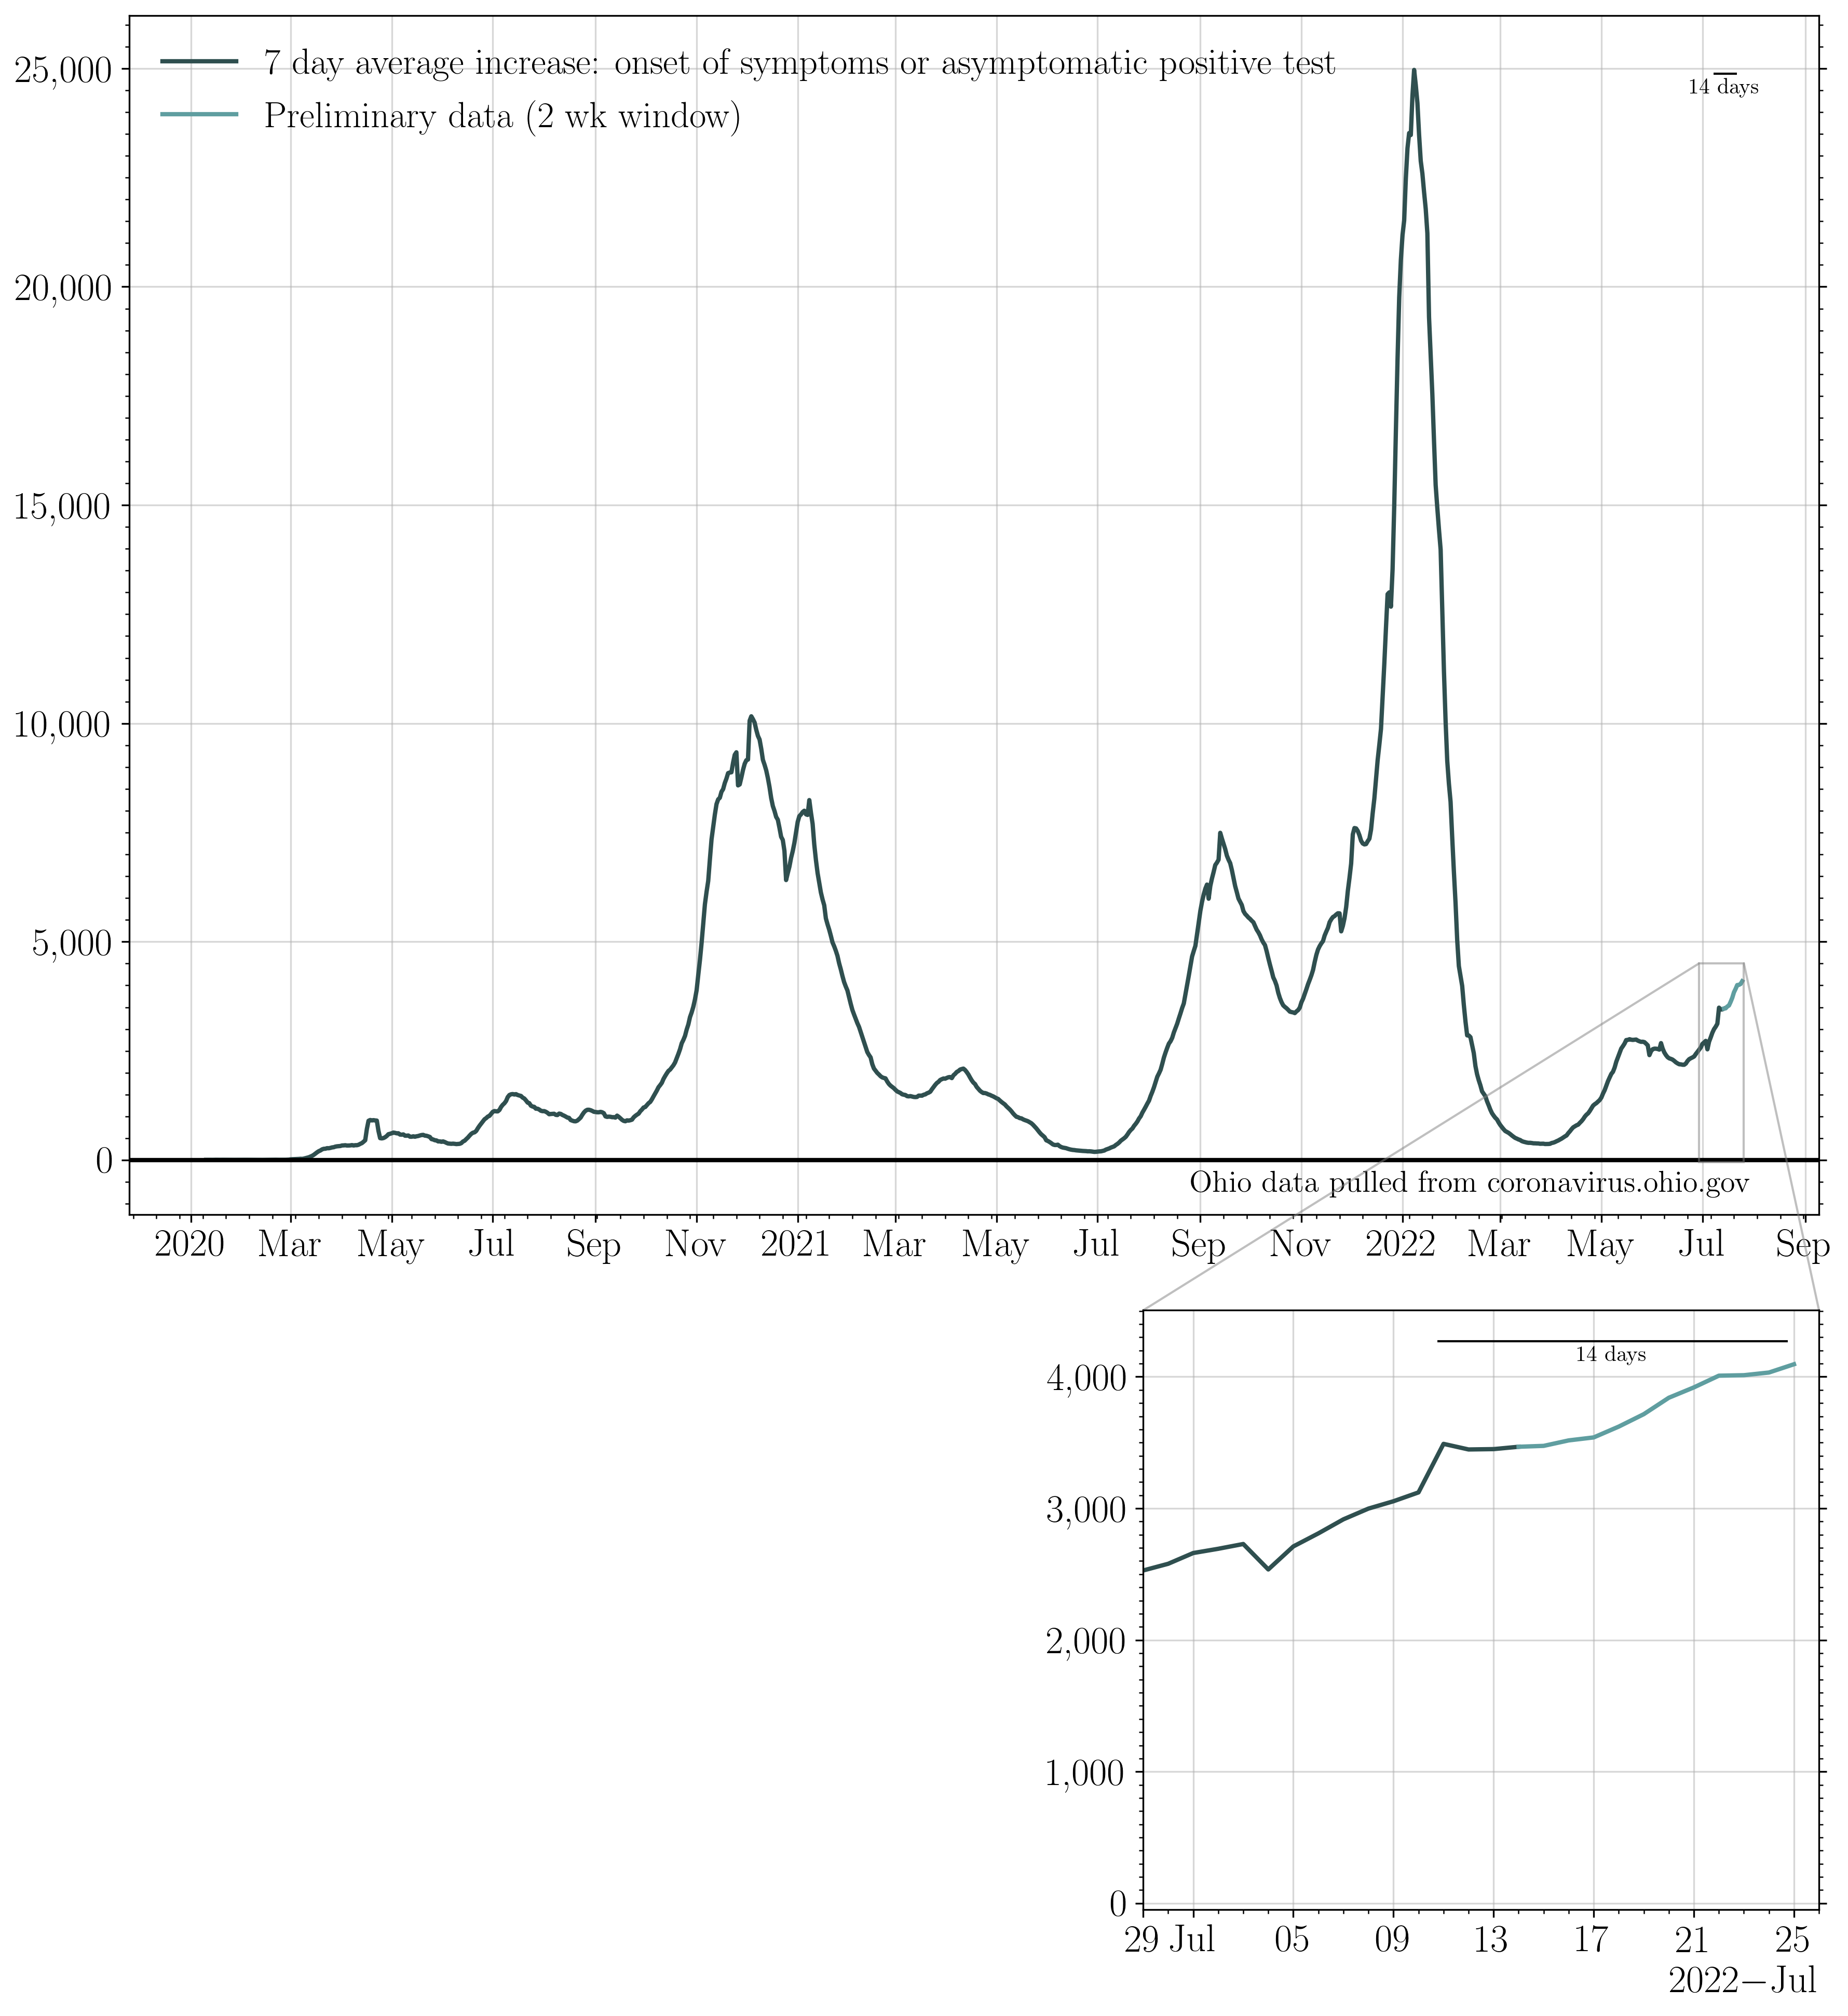 25,000
20,000
15,000
10,000
5,000
0
7 day average increase: onset of symptoms or asymptomatic positive test
Preliminary data (2 wk window)
14 days
Ohio data pulled from coronavirus.ohio.gov
2020 Mar May Jul Sep Nov 2021 Mar May Jul Sep Nov 2022 Mar May Jul Sep
14 days
4,000
3,000
2,000
1,000
0
29 Jul 05 09 13 17 21 25
2022−Jul